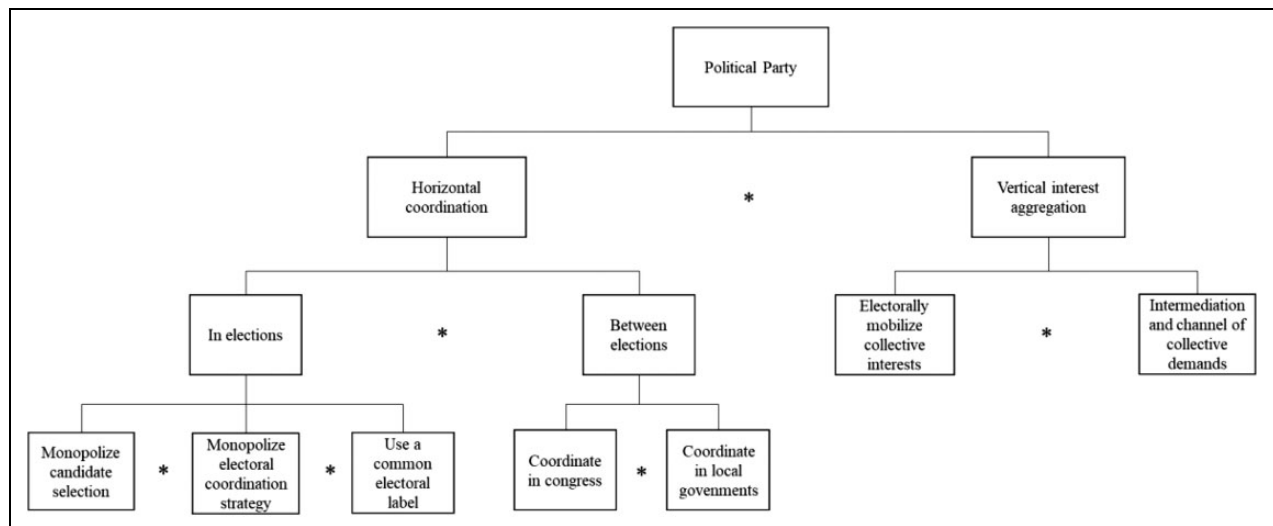 Political Party
Horizontal
coordination
*
Vertical interest
aggregation
In elections
*
Between
elections
Electorally
mobilize
collective
interests
*
Intermediation
and channel of
collective
demands
Monopolize
candidate
selection
*
Monopolize
electoral
coordination
strategy
*
Use a
common
electoral
label
Coordinate
in congress
*
Coordinate
in local
govenments